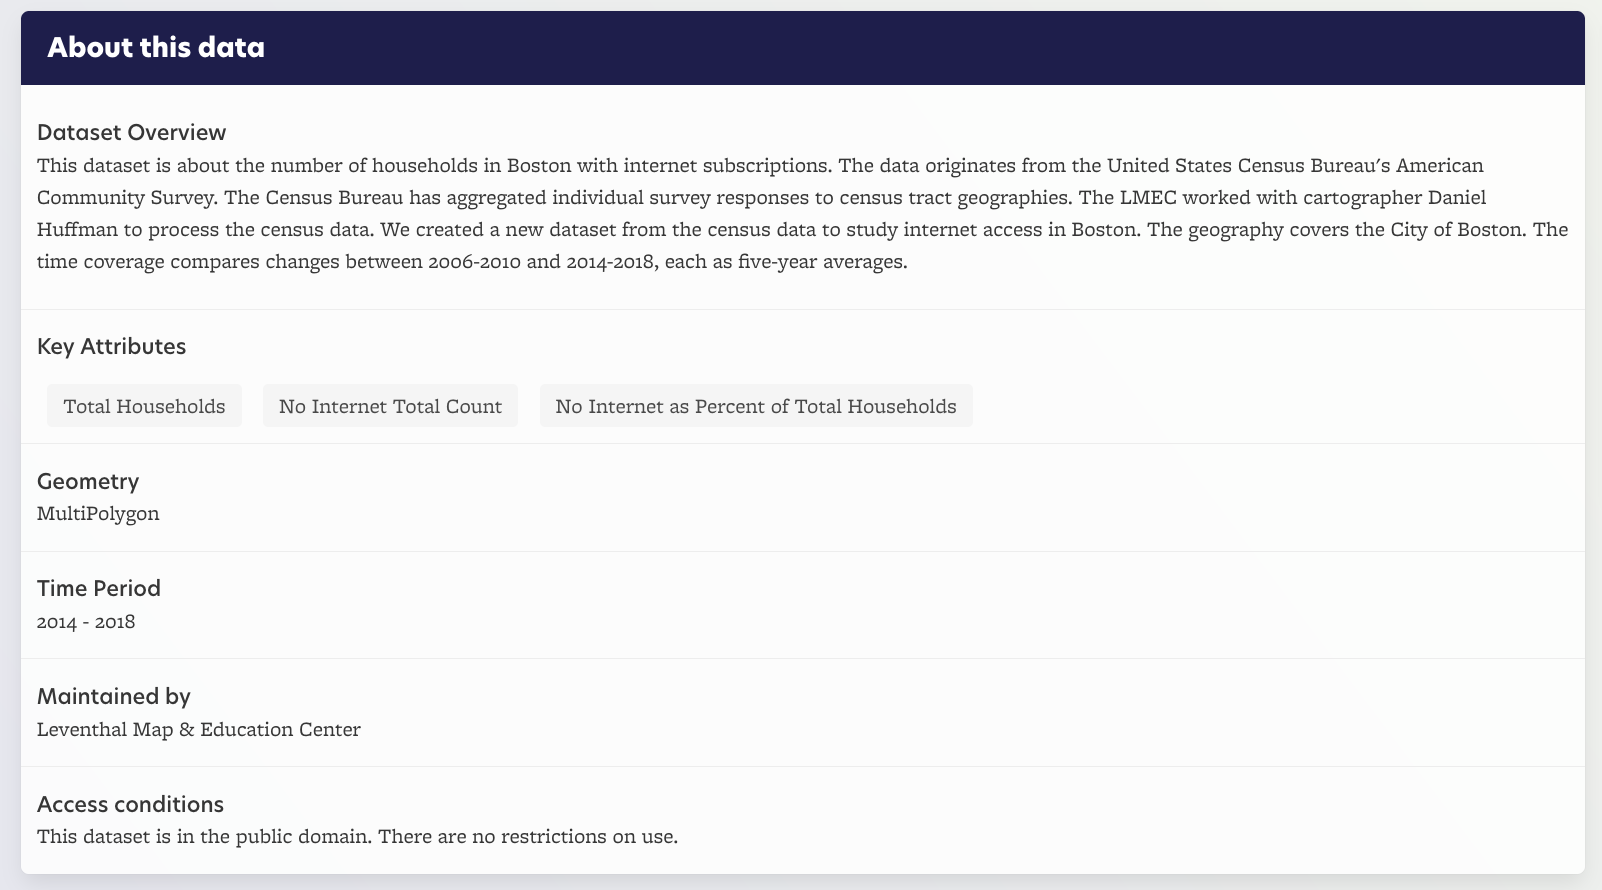 About this data
Dataset Overview
This dataset is about the number of households in Boston with internet subscriptions. The data originates from the United States Census Bureau's American
Community Survey. The Census Bureau has aggregated individual survey responses to census tract geographies. The LMEC worked with cartographer Daniel
Huffman to process the census data. We created a new dataset from the census data to study internet access in Boston. The geography covers the City of Boston. The
time coverage compares changes between 2006-2010 and 2014-2018, each as five-year averages.
Key Attributes
Total Households No Internet Total Count No Internet as Percent of Total Households
Geometry
MultiPolygon
Time Period
2014 - 2018
Maintained by
Leventhal Map & Education Center
Access conditions
This dataset is in the public domain. There are no restrictions on use.